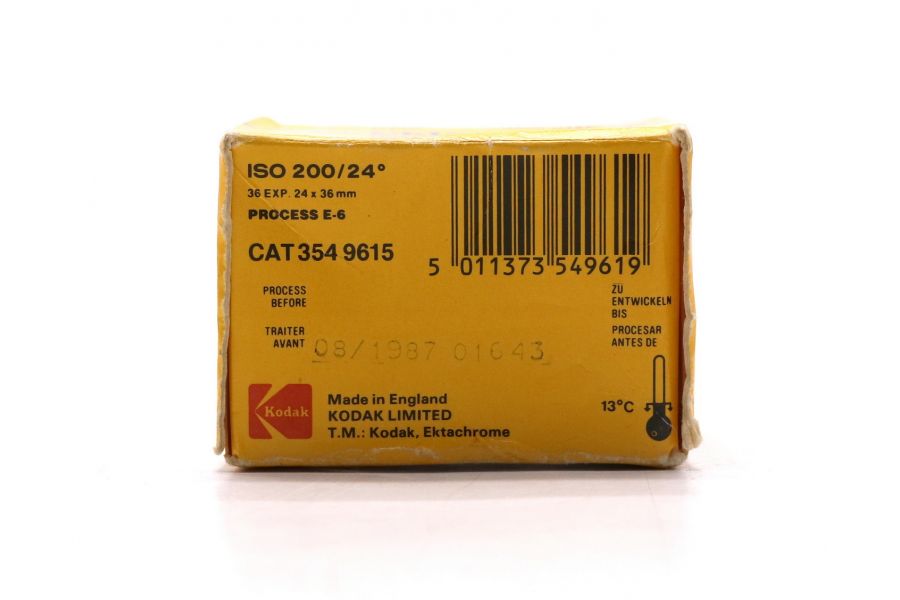 ISO 200/24°
36 EXP. 24 x 36 mm
PROCESS E-6
CAT 354 9615
5 011373 549619
PROCESS
BEFORE
ZU
ENTWICKELN
BIS
TRAITER
AVANT
08/1987 01643
PROCESAR
ANTES DE
Kodak
Made in England
KODAK LIMITED
T.M.: Kodak, Ektachrome
13°C